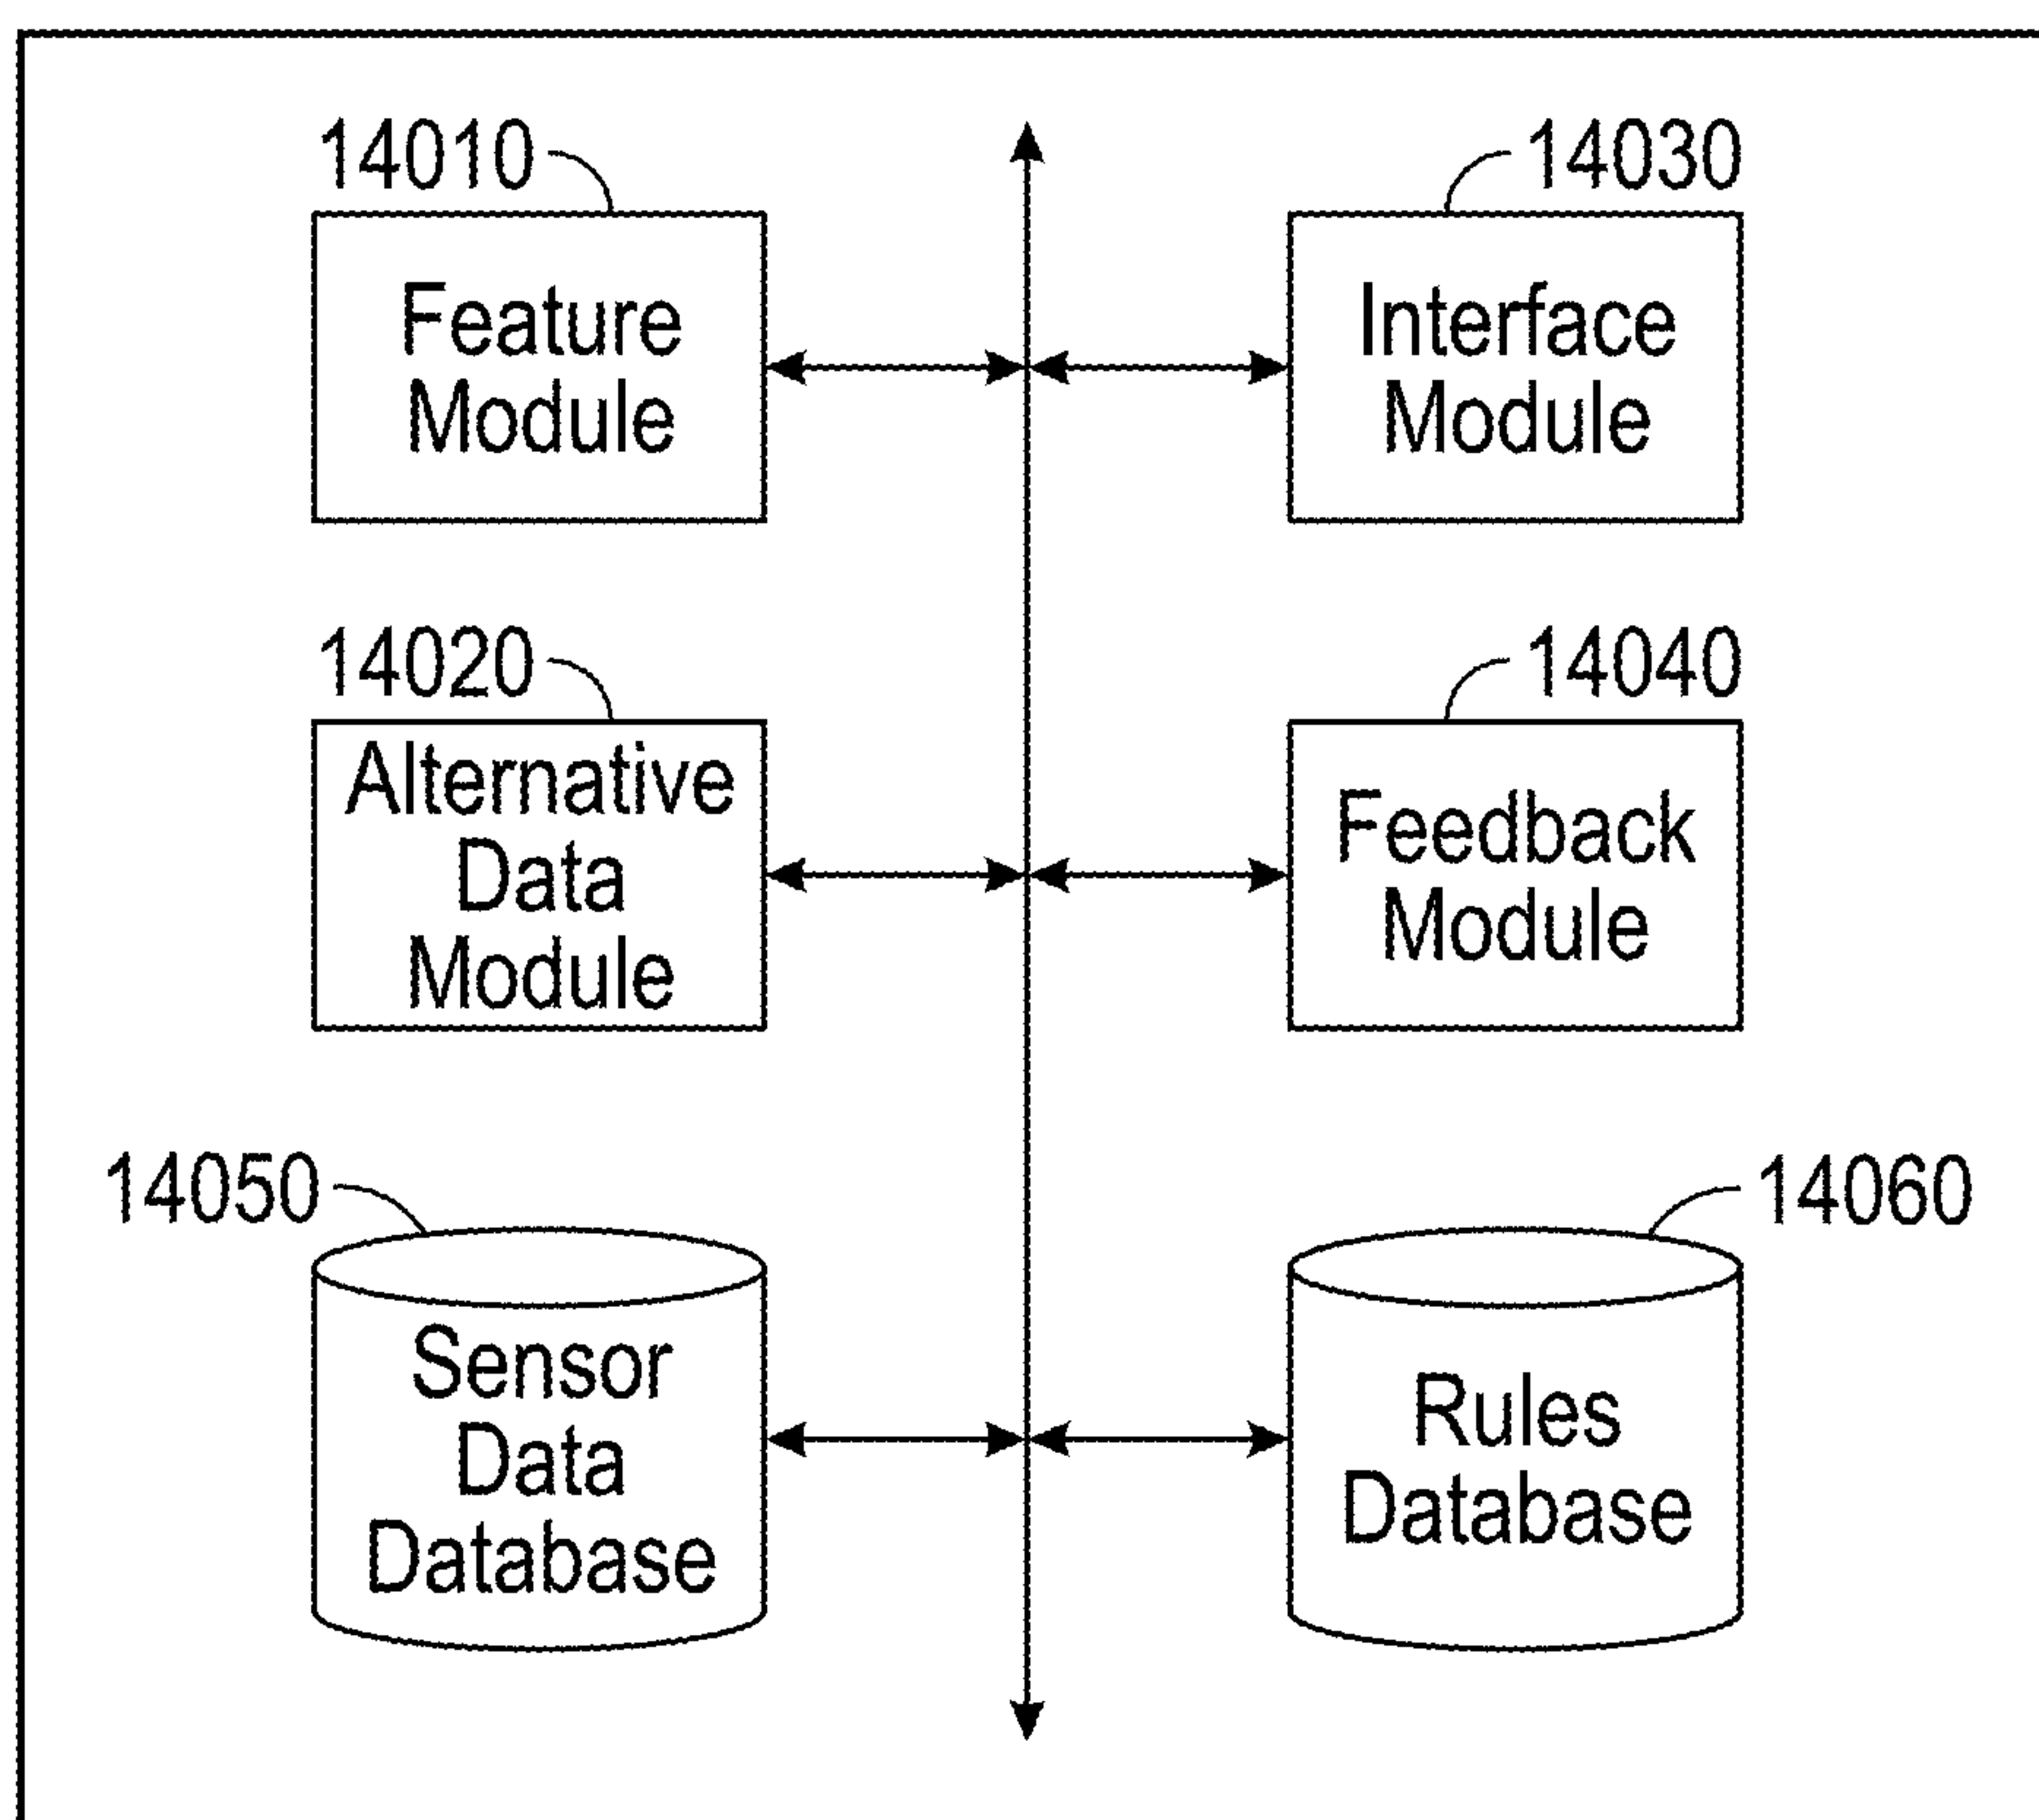 14010
Feature
Module
14030
Interface
Module
14020
Alternative
Data
Module
14040
Feedback
Module
14050
Sensor
Data
Database
14060
Rules
Database